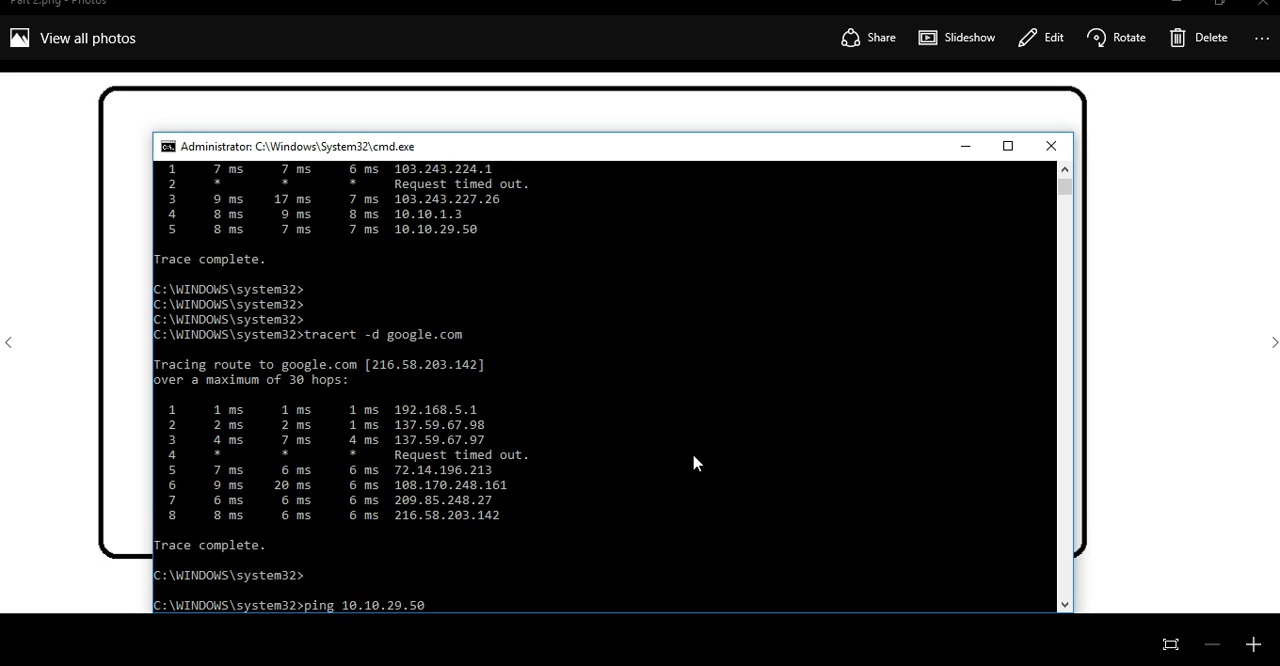 Part 2.png - Photos
View all photos
Share
Slideshow
Edit
Rotate
Delete
Administrator: C:\Windows\System32\cmd.exe
1 7 ms 7 ms 6 ms 103.243.224.1
2 * * * Request timed out.
3 9 ms 17 ms 7 ms 103.243.227.26
4 8 ms 9 ms 8 ms 10.10.1.3
5 8 ms 7 ms 7 ms 10.10.29.50
Trace complete.
C:\WINDOWS\system32>
C:\WINDOWS\system32>
C:\WINDOWS\system32>
C:\WINDOWS\system32>tracert -d google.com
Tracing route to google.com [216.58.203.142]
over a maximum of 30 hops:
1 1 ms 1 ms 1 ms 192.168.5.1
2 2 ms 2 ms 1 ms 137.59.67.98
3 4 ms 7 ms 4 ms 137.59.67.97
4 * * * Request timed out.
5 7 ms 6 ms 6 ms 72.14.196.213
6 9 ms 20 ms 6 ms 108.170.248.161
7 6 ms 6 ms 6 ms 209.85.248.27
8 8 ms 6 ms 6 ms 216.58.203.142
Trace complete.
C:\WINDOWS\system32>
C:\WINDOWS\system32>ping 10.10.29.50